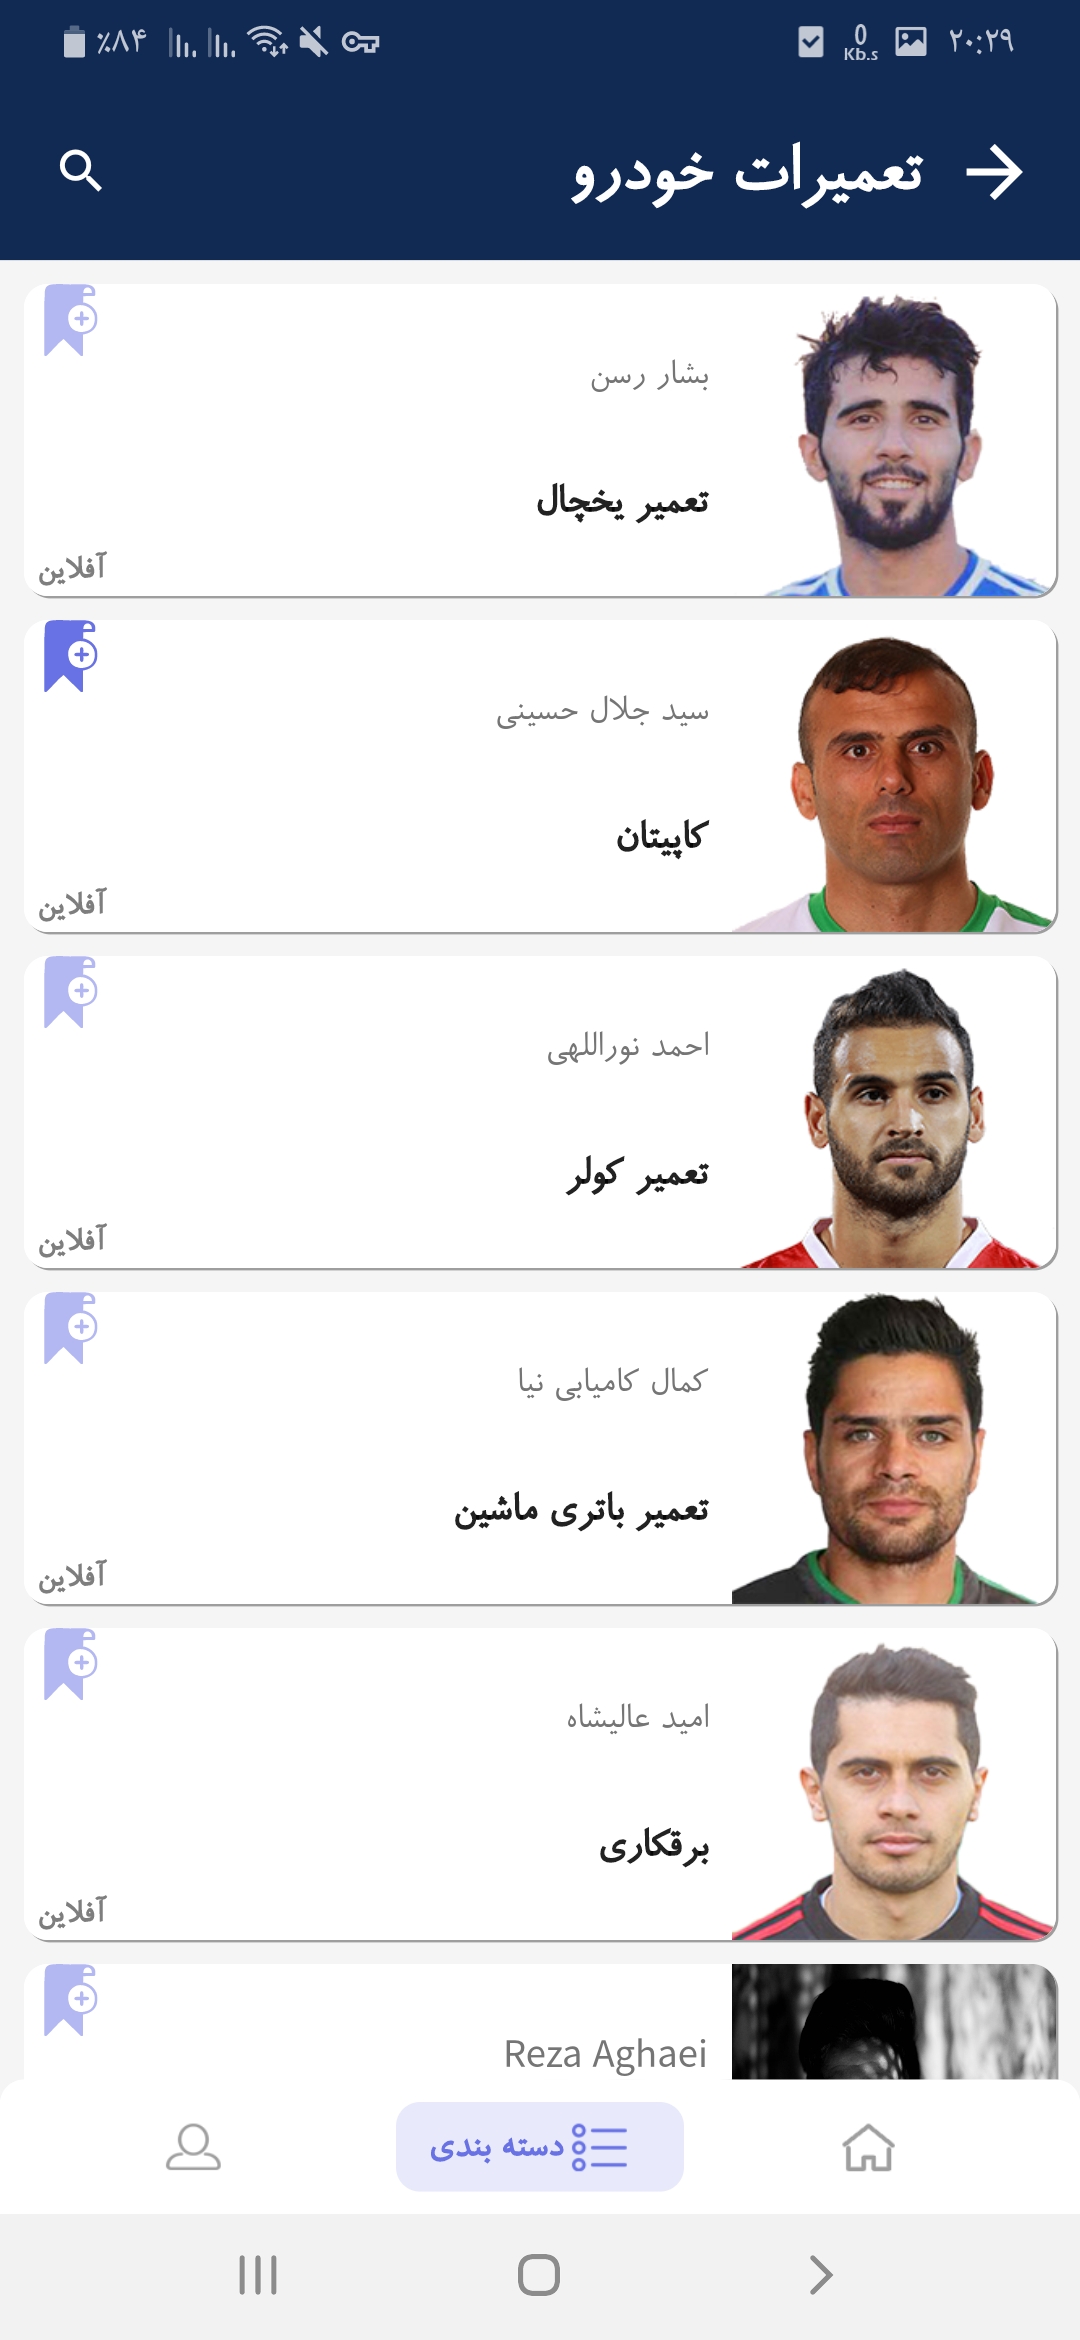 ۲۰:۲۹
0
Kb.s
٪۸۴
تعمیرات خودرو
بشار رسن
تعمیر یخچال
آفلاین
سید جلال حسینی
کاپیتان
آفلاین
احمد نوراللهی
تعمیر کولر
آفلاین
کمال کامیابی نیا
تعمیر باتری ماشین
آفلاین
امید عالیشاه
برقکاری
آفلاین
Reza Aghaei
دسته بندی